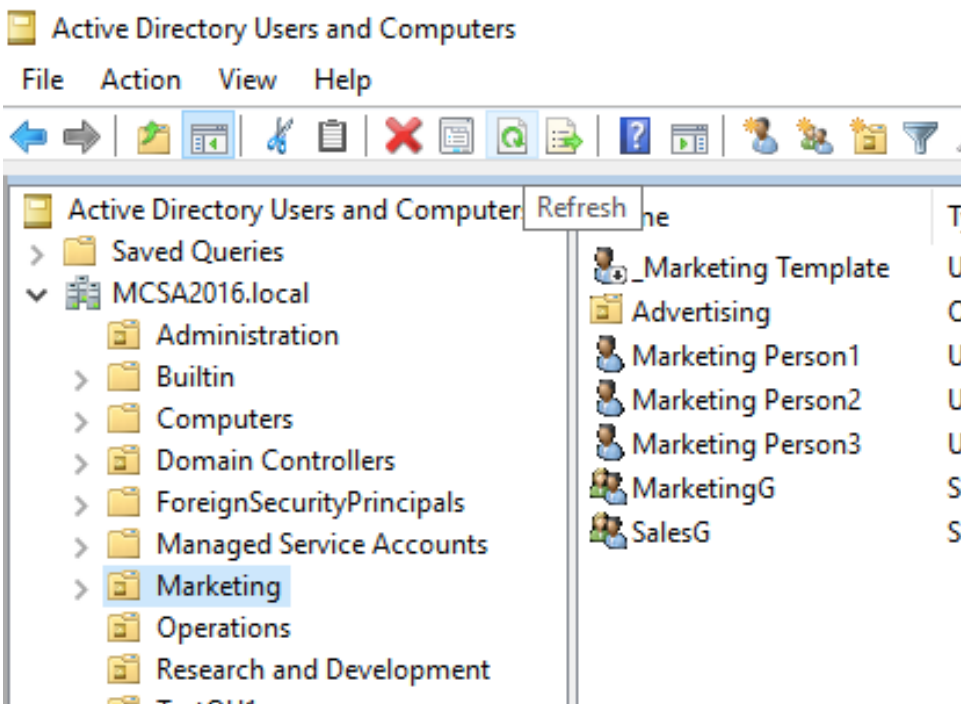 Active Directory Users and Computers
File Action View Help
Active Directory Users and Computer
Refresh
Saved Queries
MCSA2016.local
Administration
Builtin
Computers
Domain Controllers
ForeignSecurityPrincipals
Managed Service Accounts
Marketing
Operations
Research and Development
_Marketing Template
Advertising
Marketing Person1
Marketing Person2
Marketing Person3
MarketingG
SalesG